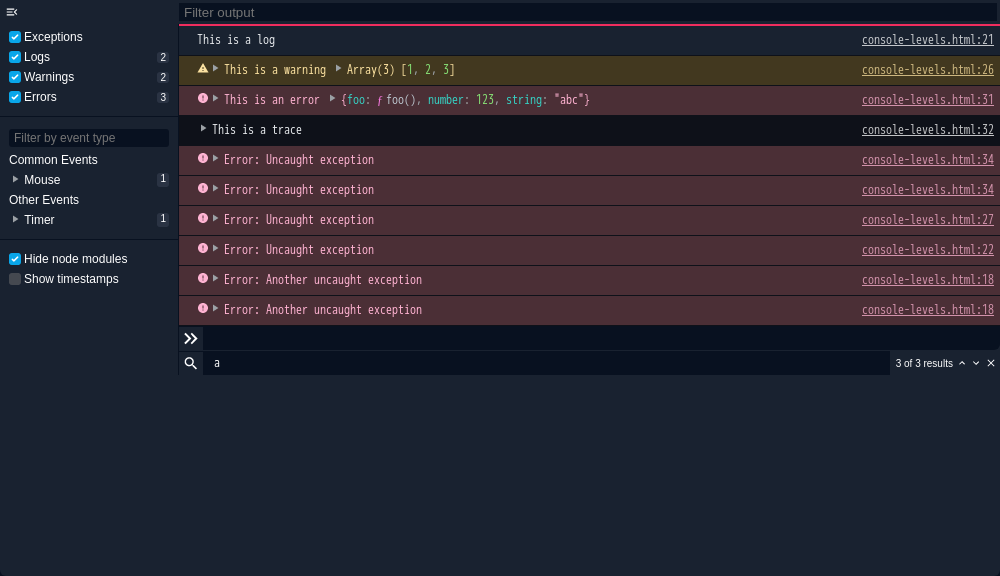 Filter output
Exceptions
Logs 2
Warnings 2
Errors 3
Filter by event type
Common Events
Mouse 1
Other Events
Timer 1
Hide node modules
Show timestamps
This is a log console-levels.html:21
This is a warning Array(3) [1, 2, 3] console-levels.html:26
This is an error {foo: ƒ foo(), number: 123, string: "abc"} console-levels.html:31
This is a trace console-levels.html:32
Error: Uncaught exception console-levels.html:34
Error: Uncaught exception console-levels.html:34
Error: Uncaught exception console-levels.html:27
Error: Uncaught exception console-levels.html:22
Error: Another uncaught exception console-levels.html:18
Error: Another uncaught exception console-levels.html:18
a 3 of 3 results